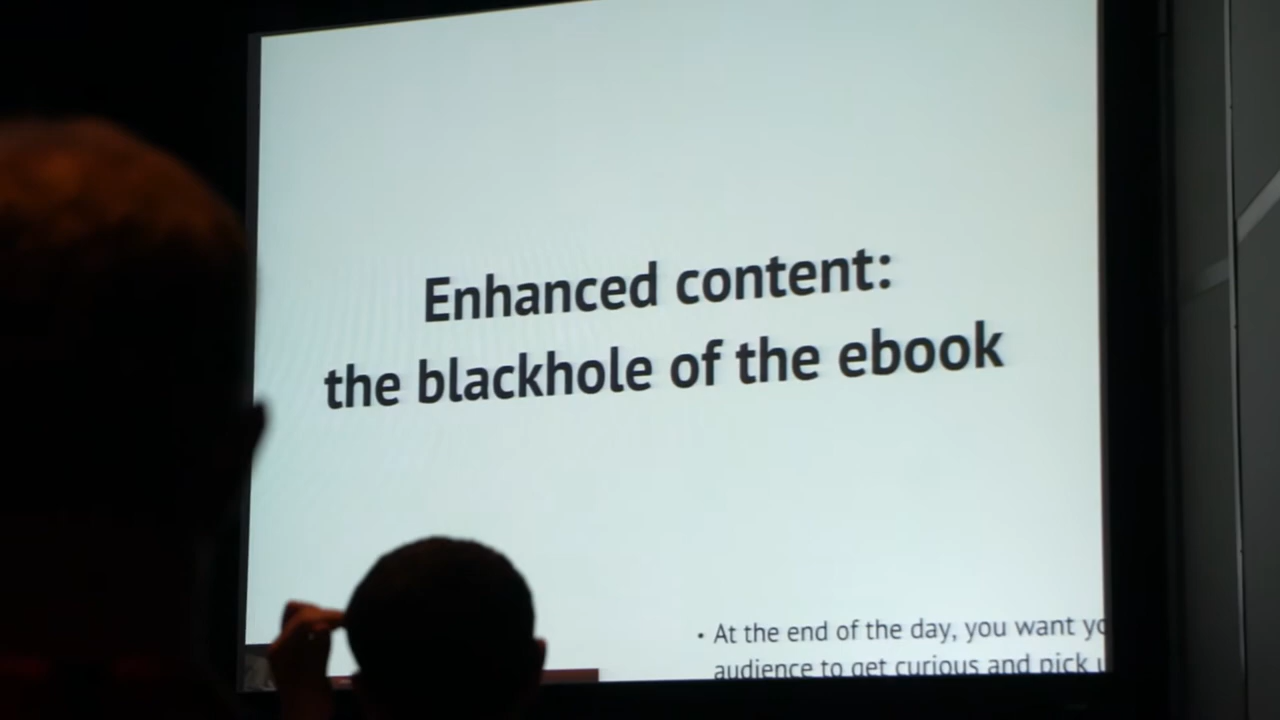 Enhanced content:
the blackhole of the ebook
• At the end of the day, you want
audience to get curious and pick